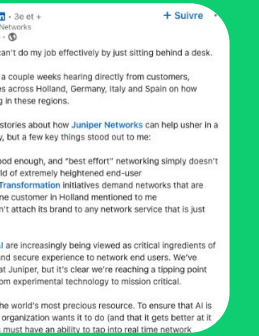 • 3e et +
+ Suivre
Networks
can't do my job effectively by just sitting behind a desk.
a couple weeks hearing directly from customers,
es across Holland, Germany, Italy and Spain on how
g in these regions.
stories about how Juniper Networks can help usher in a
y, but a few key things stood out to me:
ood enough, and “best effort” networking simply doesn't
ld of extremely heightened end-user
Transformation initiatives demand networks that are
ne customer in Holland mentioned to me
n't attach its brand to any network service that is just
I are increasingly being viewed as critical ingredients of
and secure experience to network end users. We've
at Juniper, but it's clear we're reaching a tipping point
om experimental technology to mission critical.
he world's most precious resource. To ensure that AI is
organization wants it to do (and that it gets better at it
must have an ability to tap into real time network